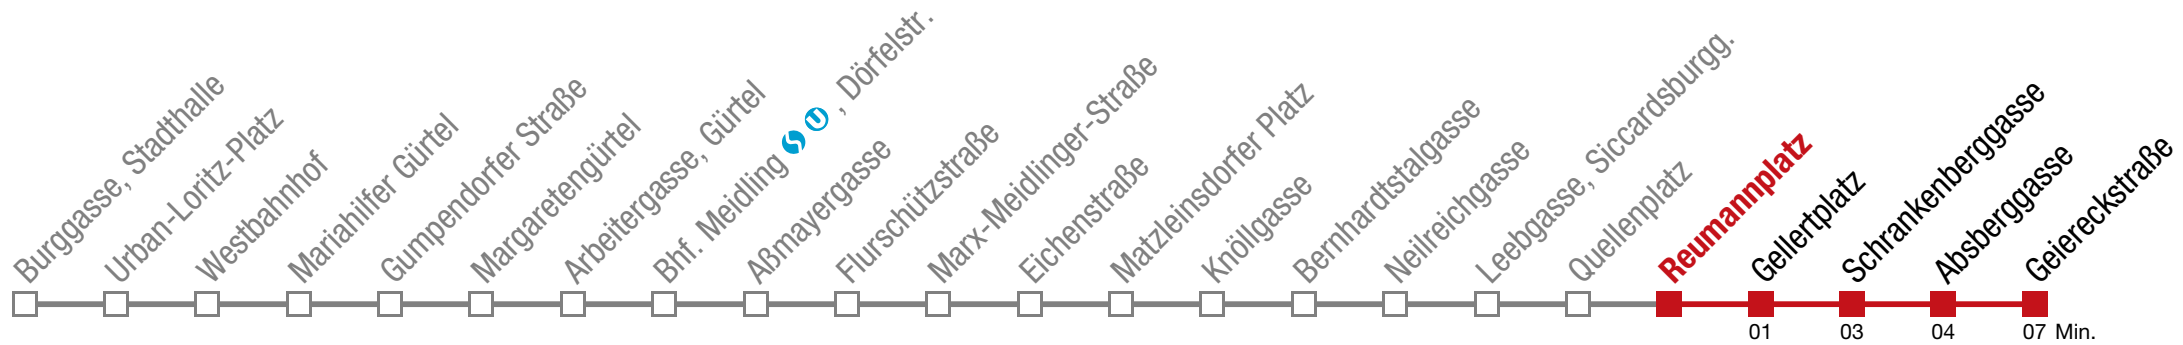 Burggasse, Stadthalle
Urban-Loritz-Platz
Westbahnhof
Mariahilfer Gürtel
Gumpendorfer Straße
Margaretengürtel
Arbeitergasse, Gürtel
Bhf. Meidling S U , Dörfelstr.
Aßmayergasse
Flurschützstraße
Marx-Meidlinger-Straße
Eichenstraße
Matzleinsdorfer Platz
Knöllgasse
Bernhardtstalgasse
Neilreichgasse
Leebgasse, Siccardsburgg.
Quellenplatz
Reumannplatz
Gellertplatz
Schrankenberggasse
Absberggasse
Geiereckstraße
01 03 04 07 Min.